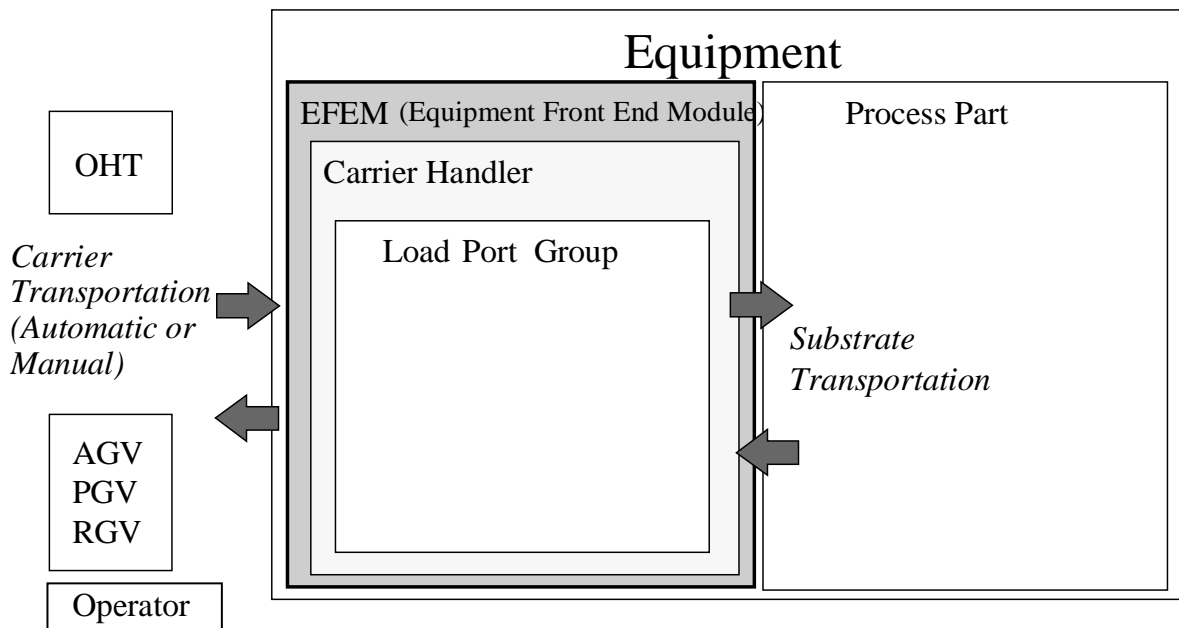 Equipment
EFEM (Equipment Front End Module)
Process Part
OHT
Carrier Handler
Load Port Group
Carrier
Transportation
(Automatic or
Manual)
Substrate
Transportation
AGV
PGV
RGV
Operator